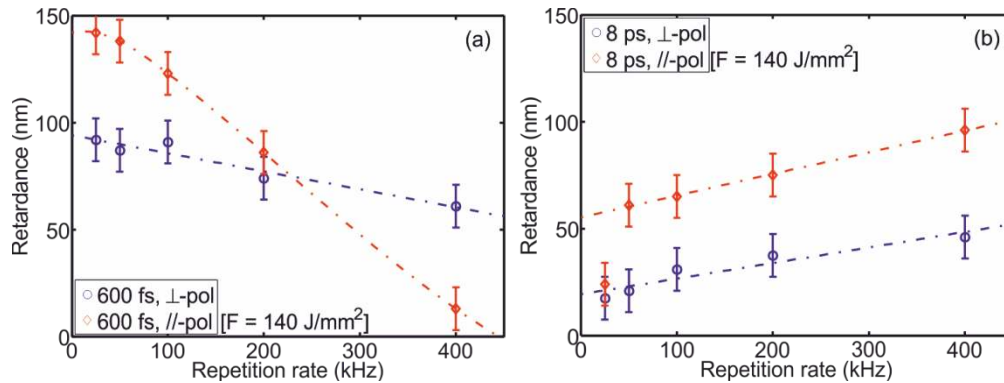 150
100
50
0
Retardance (nm)
(a)
600 fs, ⊥-pol
600 fs, //-pol [F = 140 J/mm²]
0 100 200 300 400
Repetition rate (kHz)
150
100
50
0
Retardance (nm)
8 ps, ⊥-pol
8 ps, //-pol [F = 140 J/mm²]
(b)
0 100 200 300 400
Repetition rate (kHz)